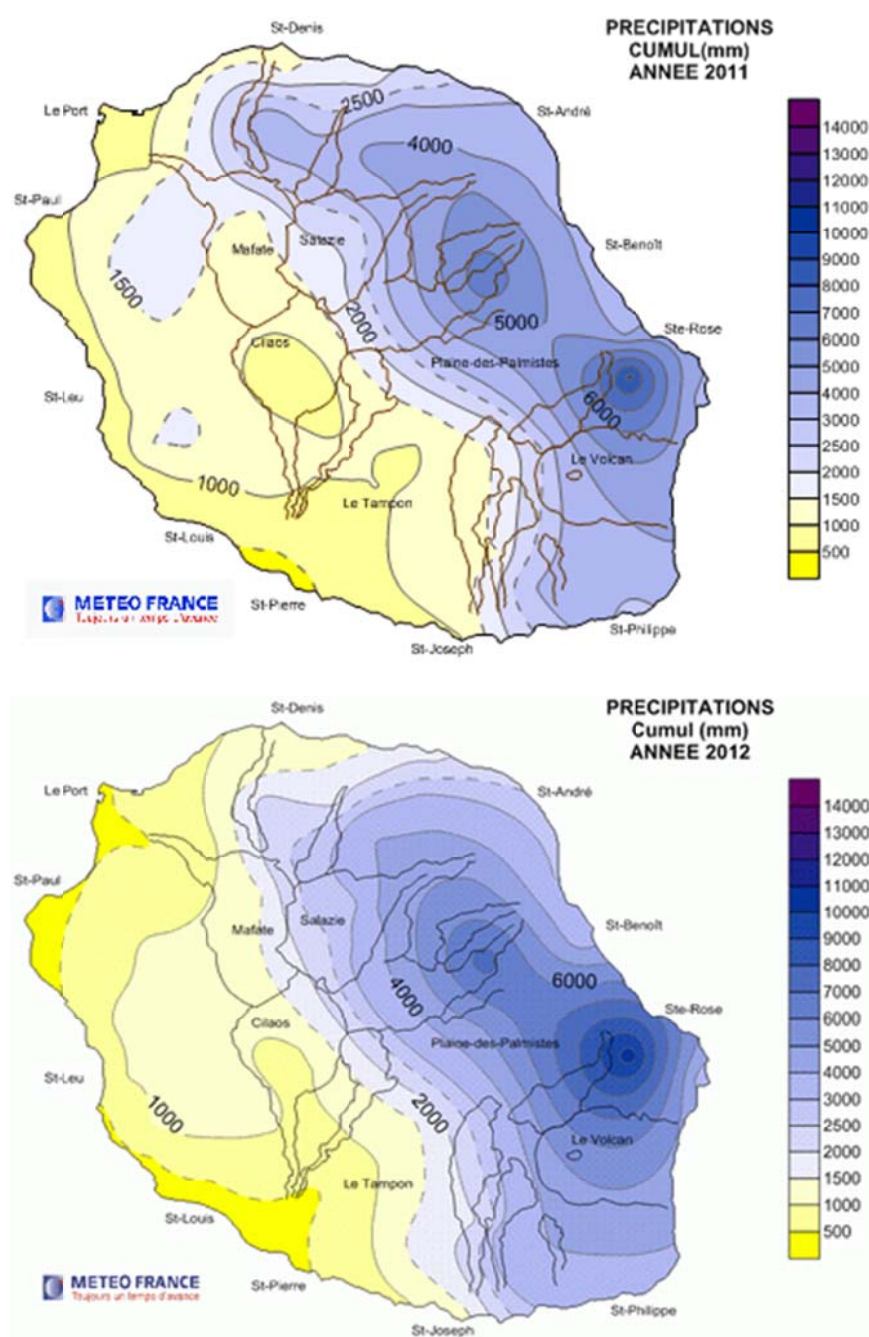 PRECIPITATIONS
CUMUL(mm)
ANNEE 2011
St-Denis
Le Port
2500
St-André
4000
St-Paul
Mafate
Salazie
St-Benoît
1500
2000
5000
Ste-Rose
Cilaos
Plaine-des-Palmistes
St-Leu
6000
Le Volcan
1000
Le Tampon
St-Louis
St-Pierre
St-Philippe
St-Joseph
14000
13000
12000
10000
9000
8000
7000
6000
5000
4000
3000
2500
2000
1500
1000
500
METEO FRANCE
Toujours un temps d'avance
PRECIPITATIONS
Cumul (mm)
ANNEE 2012
St-Denis
Le Port
St-André
St-Paul
Mafate
Salazie
St-Benoît
4000
6000
Ste-Rose
Cilaos
Plaine-des-Palmistes
St-Leu
1000
2000
Le Volcan
Le Tampon
St-Louis
St-Pierre
St-Philippe
St-Joseph
14000
13000
12000
11000
10000
9000
8000
7000
6000
5000
4000
3000
2500
2000
1500
1000
500
METEO FRANCE
Toujours un temps d'avance